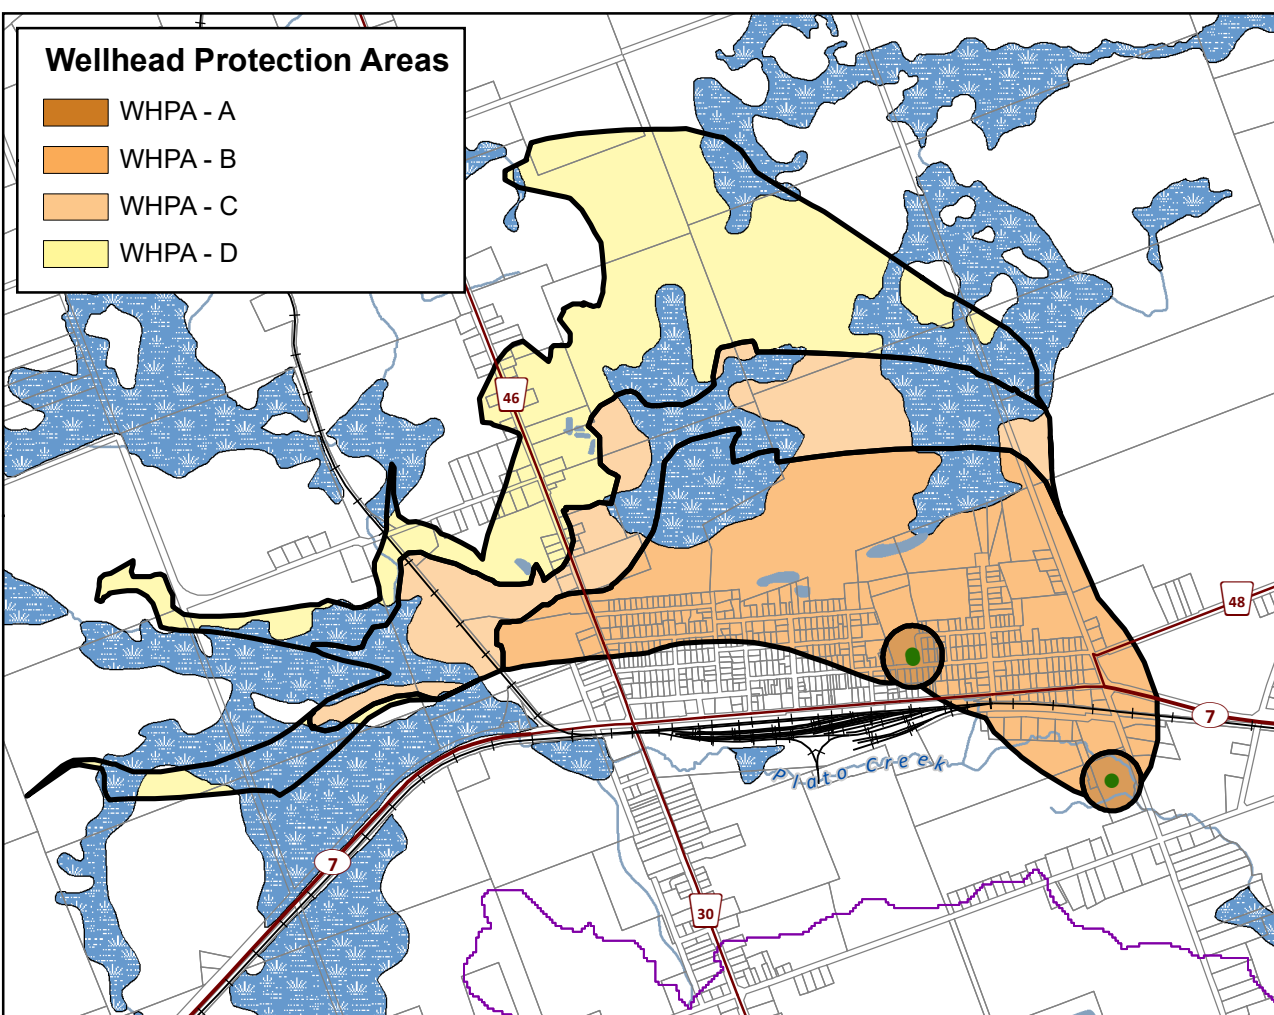 Wellhead Protection Areas
WHPA - A
WHPA - B
WHPA - C
WHPA - D
46
48
7
Plato Creek
7
30